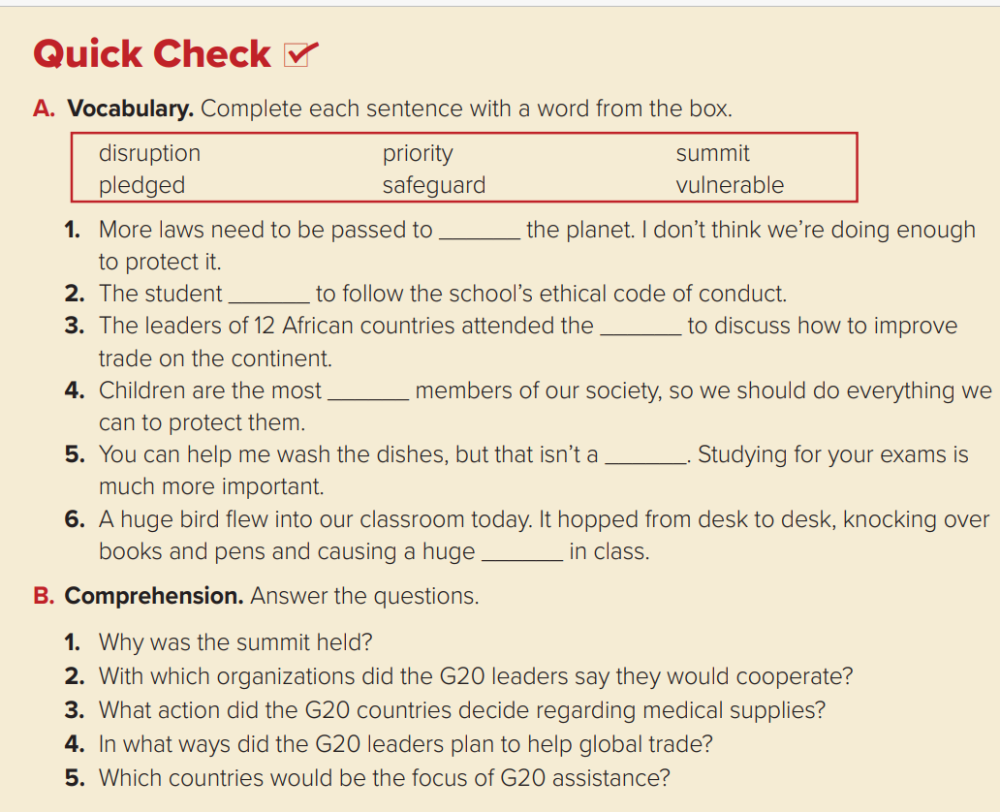 Quick Check
A. Vocabulary. Complete each sentence with a word from the box.
disruption priority summit
pledged safeguard vulnerable
1. More laws need to be passed to ______ the planet. I don't think we're doing enough
to protect it.
2. The student ______ to follow the school's ethical code of conduct.
3. The leaders of 12 African countries attended the ______ to discuss how to improve
trade on the continent.
4. Children are the most ______ members of our society, so we should do everything we
can to protect them.
5. You can help me wash the dishes, but that isn't a ______. Studying for your exams is
much more important.
6. A huge bird flew into our classroom today. It hopped from desk to desk, knocking over
books and pens and causing a huge ______ in class.
B. Comprehension. Answer the questions.
1. Why was the summit held?
2. With which organizations did the G20 leaders say they would cooperate?
3. What action did the G20 countries decide regarding medical supplies?
4. In what ways did the G20 leaders plan to help global trade?
5. Which countries would be the focus of G20 assistance?